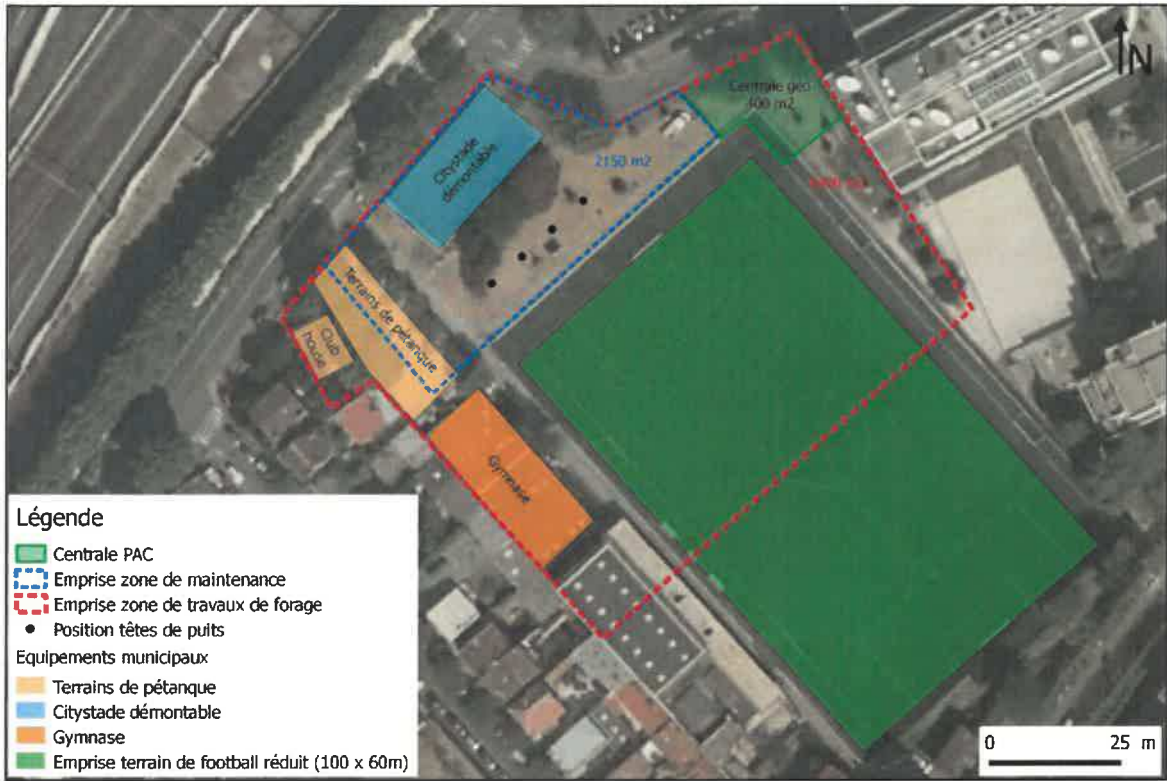 N
Centrale géo
400 m2
Citystade
démontable
2150 m2
Terrains de pétanque
Club
house
Gymnase
Légende
Centrale PAC
Emprise zone de maintenance
Emprise zone de travaux de forage
Position têtes de puits
Equipements municipaux
Terrains de pétanque
Citystade démontable
Gymnase
Emprise terrain de football réduit (100 x 60m)
0 25 m